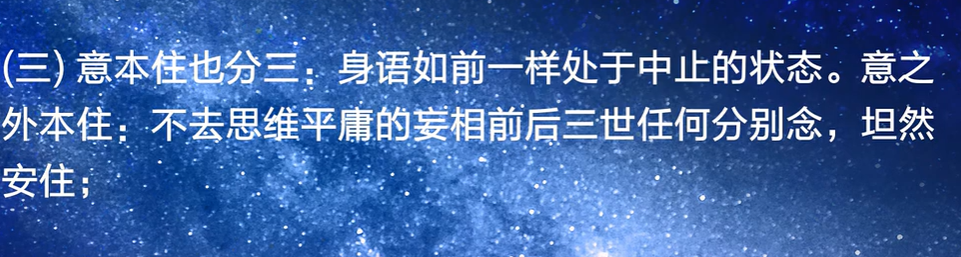 (三) 意本住也分三：身语如前一样处于中止的状态。意之
外本住：不去思维平庸的妄相前后三世任何分别念，坦然
安住；